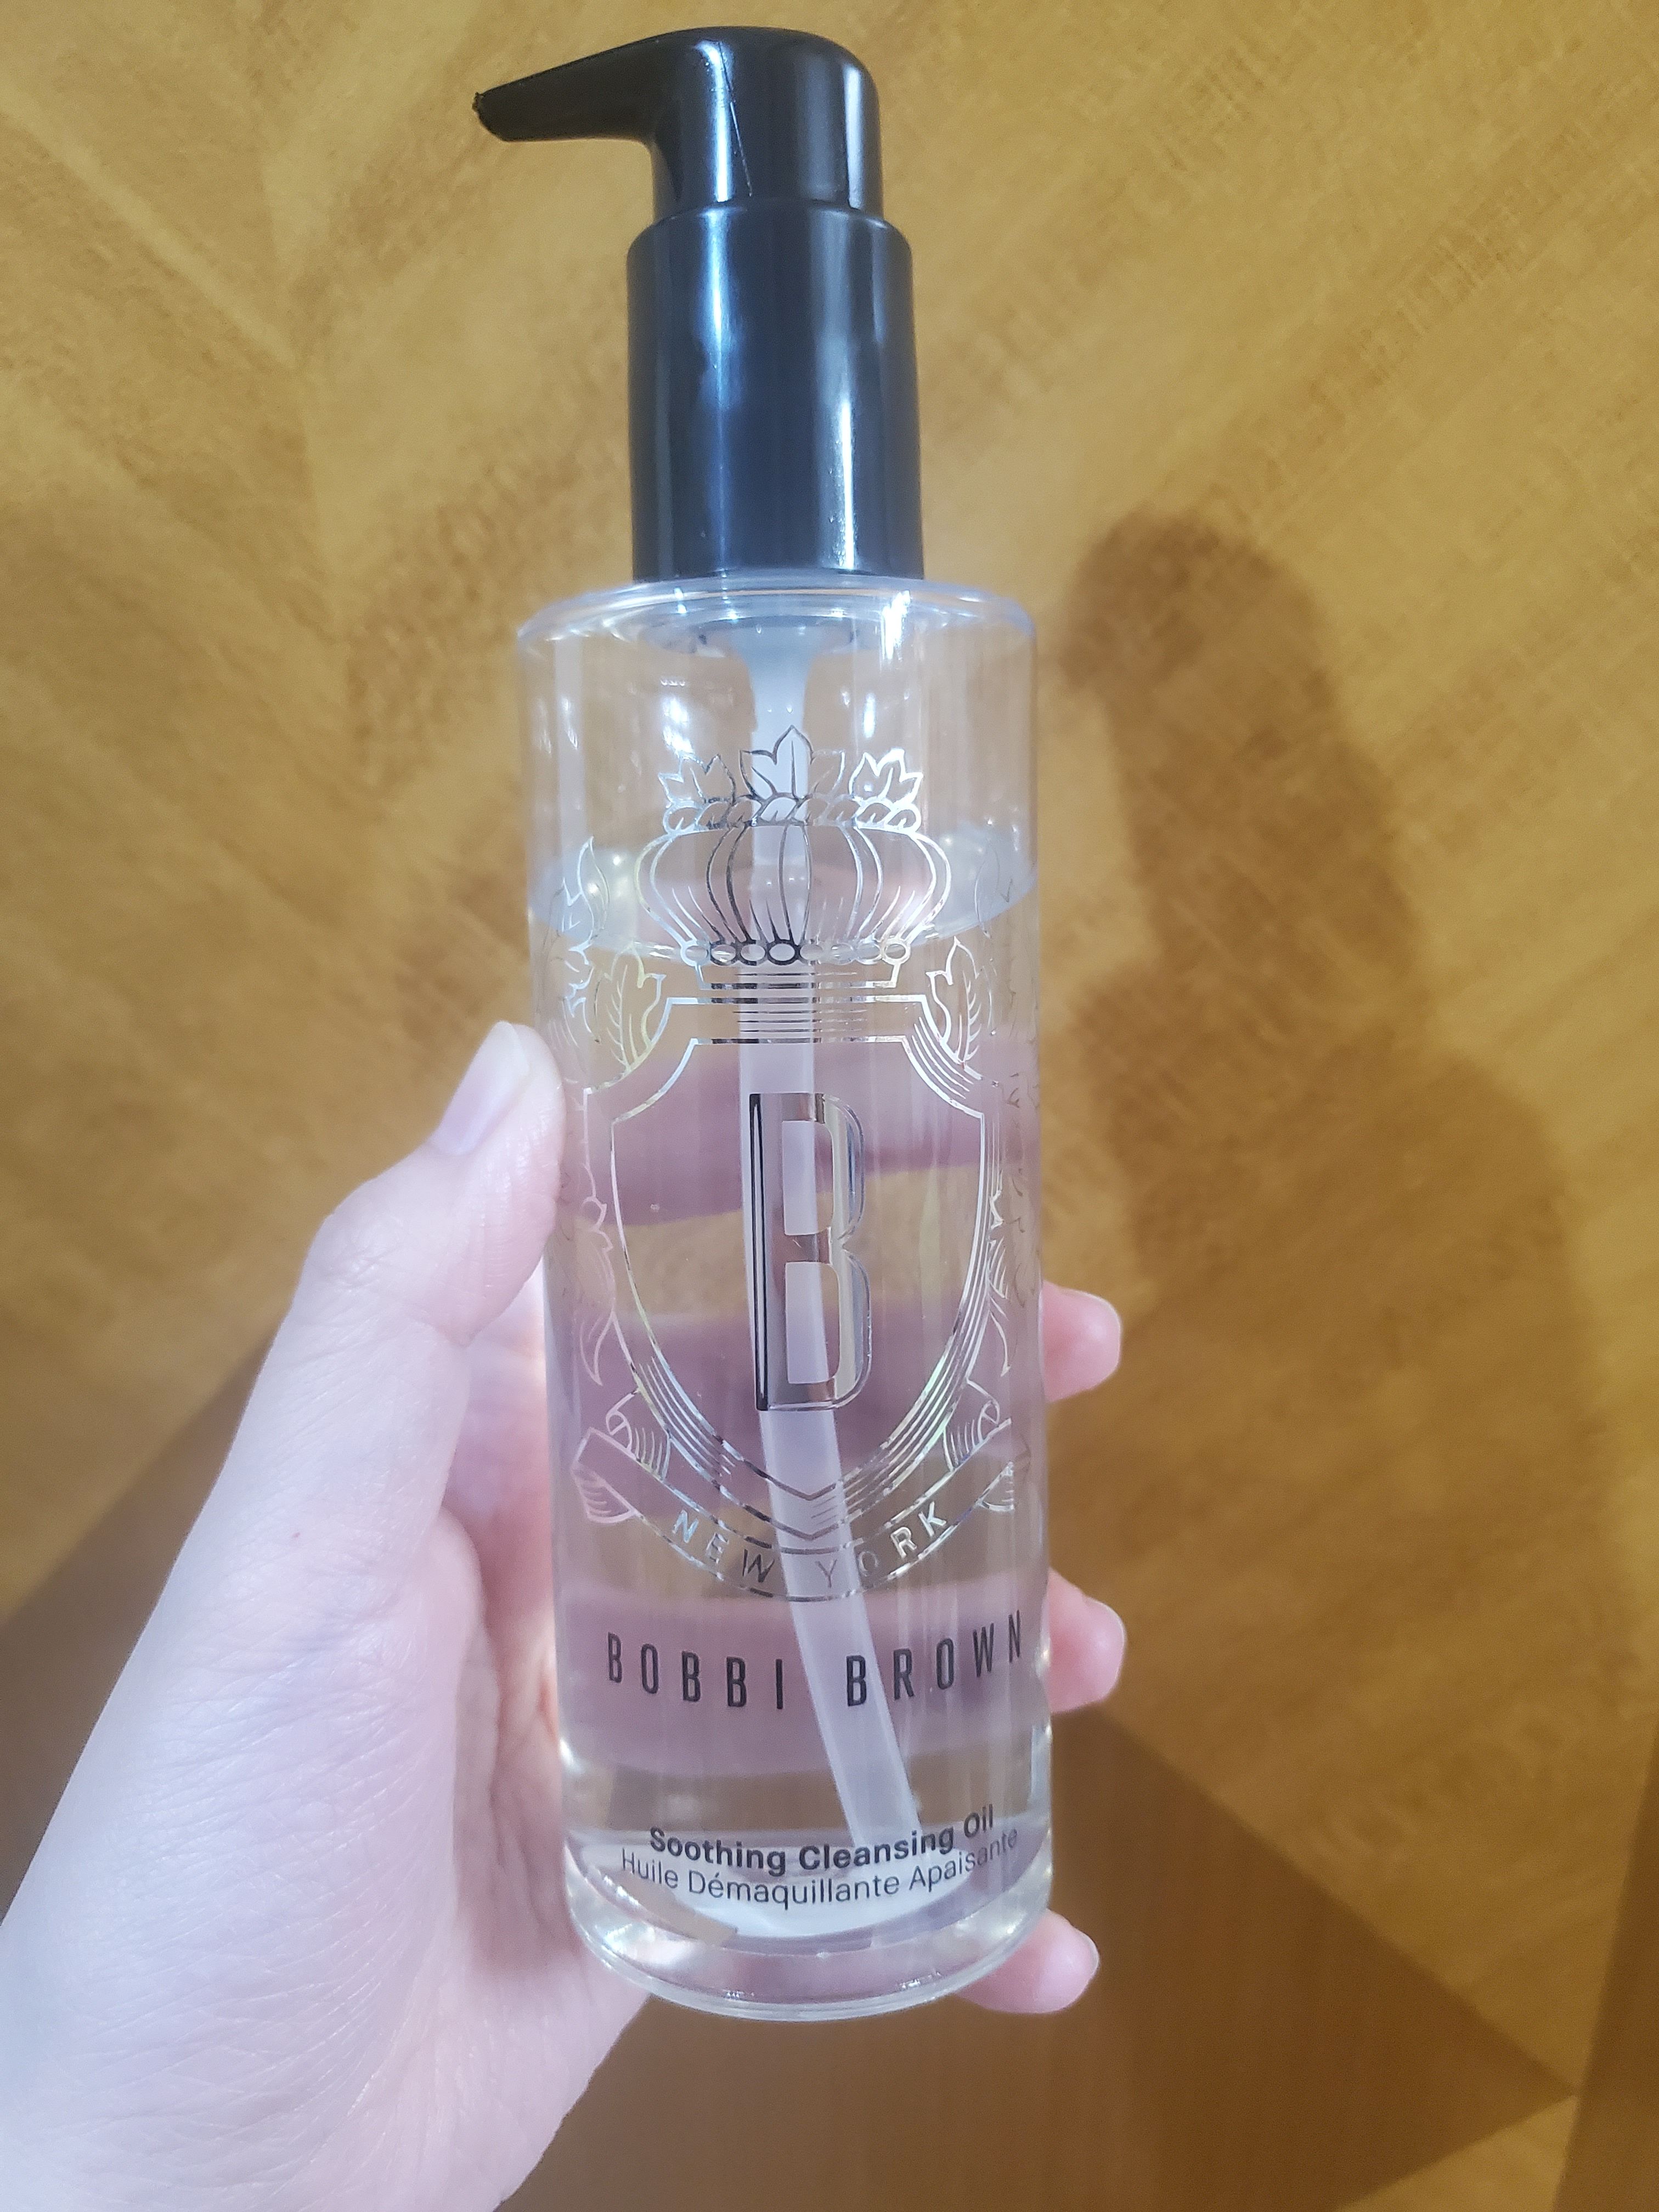 B
NEW YORK
BOBBI BROWN
Soothing Cleansing Oil
Huile Démaquillante Apaisante